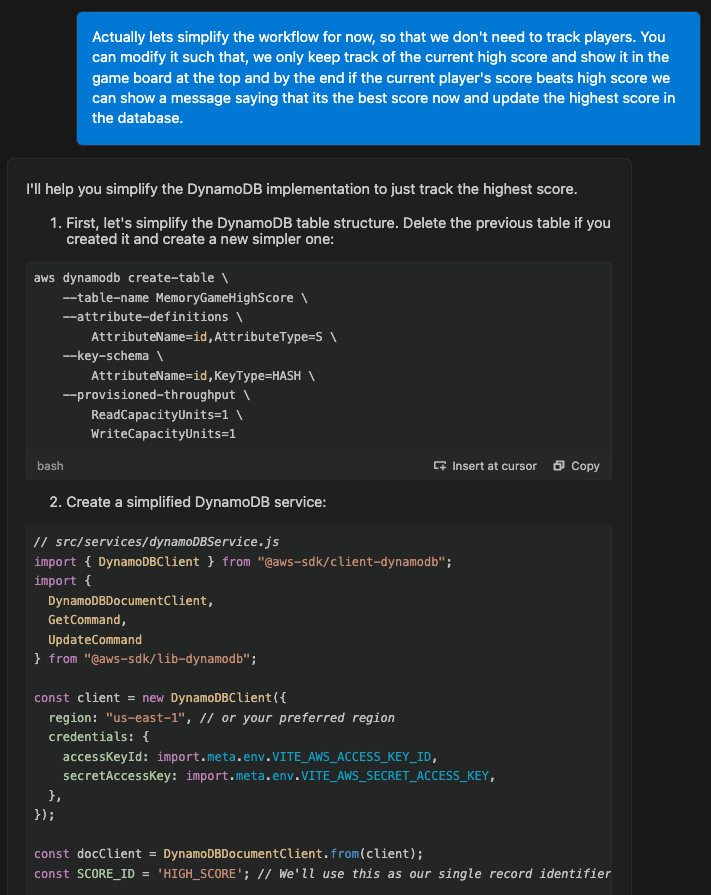 Actually lets simplify the workflow for now, so that we don't need to track players. You
can modify it such that, we only keep track of the current high score and show it in the
game board at the top and by the end if the current player's score beats high score we
can show a message saying that its the best score now and update the highest score in
the database.
I'll help you simplify the DynamoDB implementation to just track the highest score.
1. First, let's simplify the DynamoDB table structure. Delete the previous table if you
created it and create a new simpler one:
aws dynamodb create-table \
    --table-name MemoryGameHighScore \
    --attribute-definitions \
        AttributeName=id,AttributeType=S \
    --key-schema \
        AttributeName=id,KeyType=HASH \
    --provisioned-throughput \
        ReadCapacityUnits=1 \
        WriteCapacityUnits=1
bash Insert at cursor Copy
2. Create a simplified DynamoDB service:
// src/services/dynamoDBService.js
import { DynamoDBClient } from "@aws-sdk/client-dynamodb";
import {
  DynamoDBDocumentClient,
  GetCommand,
  UpdateCommand
} from "@aws-sdk/lib-dynamodb";
const client = new DynamoDBClient({
  region: "us-east-1", // or your preferred region
  credentials: {
    accessKeyId: import.meta.env.VITE_AWS_ACCESS_KEY_ID,
    secretAccessKey: import.meta.env.VITE_AWS_SECRET_ACCESS_KEY,
  },
});
const docClient = DynamoDBDocumentClient.from(client);
const SCORE_ID = 'HIGH_SCORE'; // We'll use this as our single record identifier